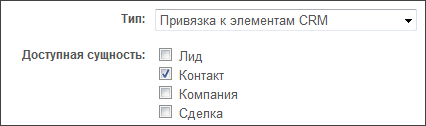 Тип: Привязка к элементам CRM
Доступная сущность: Лид
Контакт
Компания
Сделка